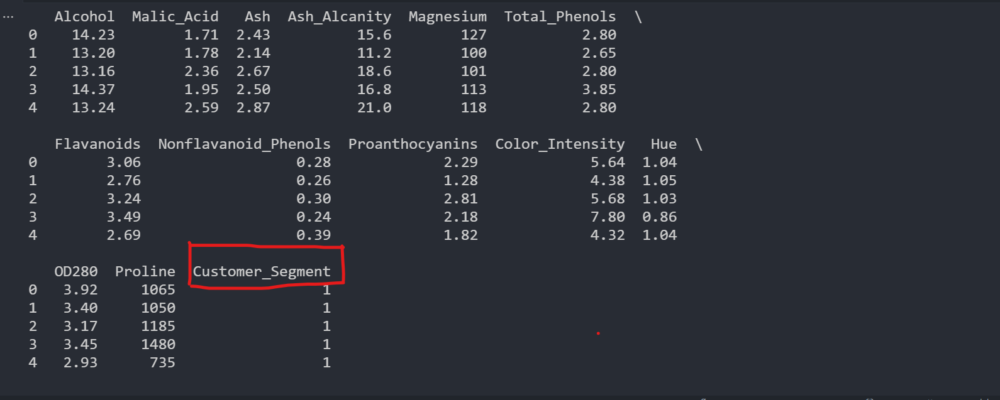 Alcohol Malic_Acid Ash Ash_Alcanity Magnesium Total_Phenols \
0 14.23 1.71 2.43 15.6 127 2.80
1 13.20 1.78 2.14 11.2 100 2.65
2 13.16 2.36 2.67 18.6 101 2.80
3 14.37 1.95 2.50 16.8 113 3.85
4 13.24 2.59 2.87 21.0 118 2.80
Flavanoids Nonflavanoid_Phenols Proanthocyanins Color_Intensity Hue \
0 3.06 0.28 2.29 5.64 1.04
1 2.76 0.26 1.28 4.38 1.05
2 3.24 0.30 2.81 5.68 1.03
3 3.49 0.24 2.18 7.80 0.86
4 2.69 0.39 1.82 4.32 1.04
OD280 Proline Customer_Segment
0 3.92 1065 1
1 3.40 1050 1
2 3.17 1185 1
3 3.45 1480 1
4 2.93 735 1